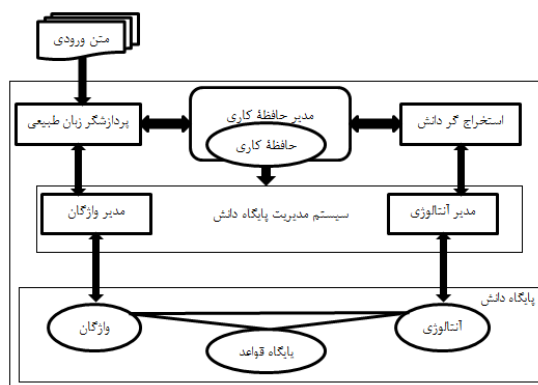 متن ورودی
استخراج گر دانش
مدیر حافظهٔ کاری
حافظهٔ کاری
پردازشگر زبان طبیعی
مدیر آنتالوژی
سیستم مدیریت پایگاه دانش
مدیر واژگان
پایگاه دانش
آنتالوژی
واژگان
پایگاه قواعد